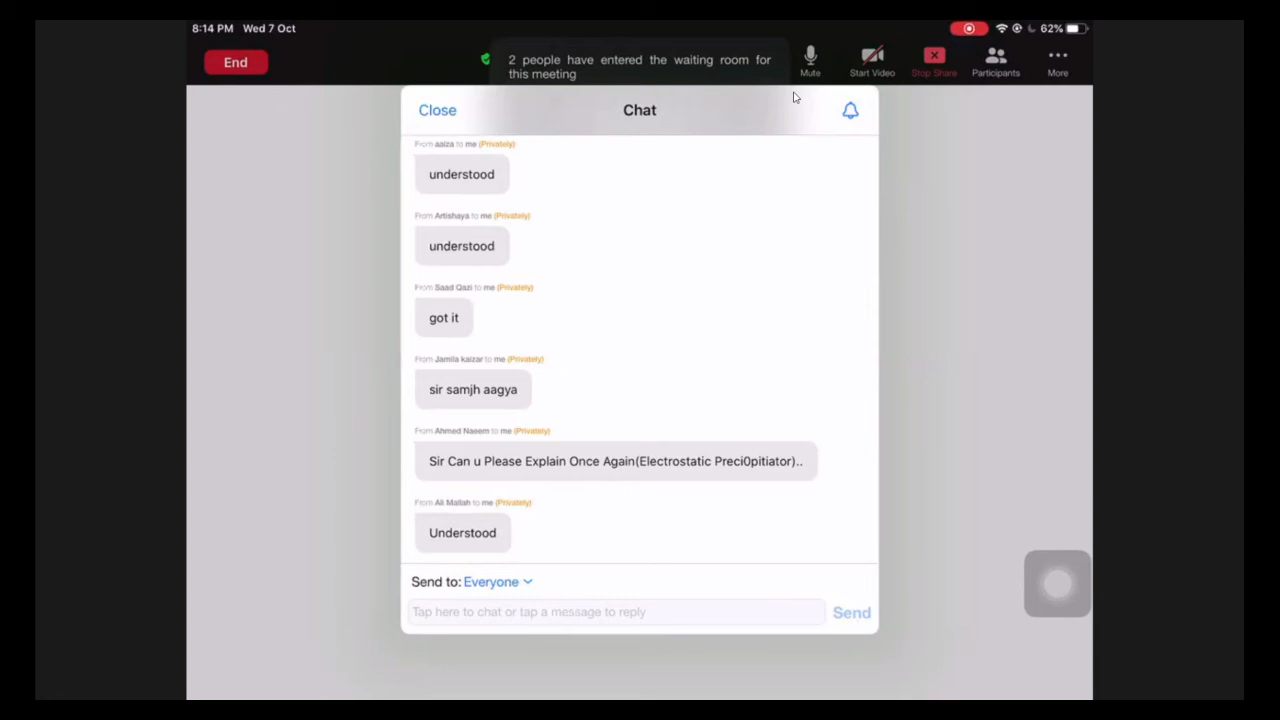 8:14 PM Wed 7 Oct
62%
End
2 people have entered the waiting room for
this meeting
Mute
Start Video
Stop Share
Participants
More
Close
Chat
From aaiza to me (Privately)
understood
From Artishaya to me (Privately)
understood
From Saad Qazi to me (Privately)
got it
From Jamila kaizar to me (Privately)
sir samjh aagya
From Ahmed Naeem to me (Privately)
Sir Can u Please Explain Once Again(Electrostatic Preci0pitiator)..
From Ali Mallah to me (Privately)
Understood
Send to: Everyone
Tap here to chat or tap a message to reply
Send